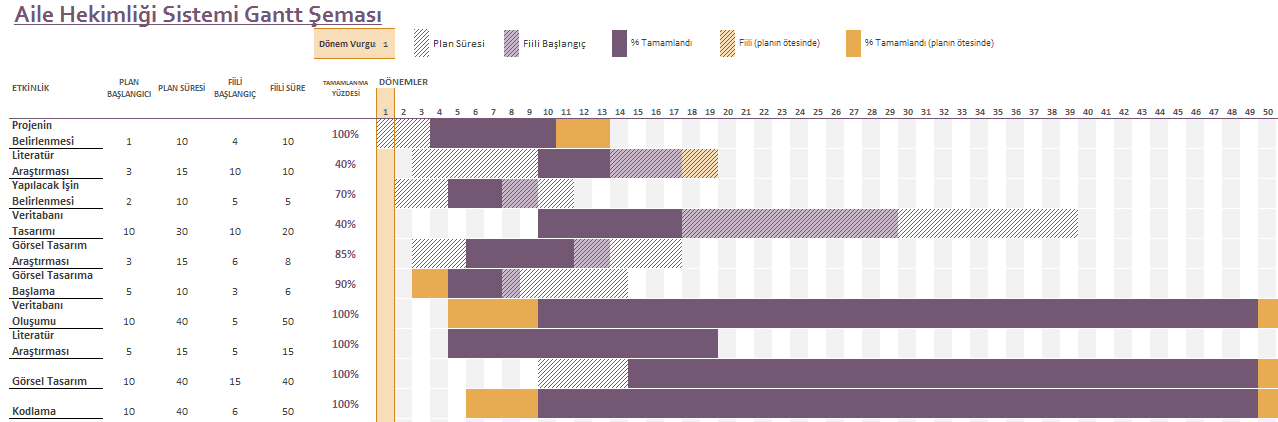 Aile Hekimliği Sistemi Gantt Şeması
Dönem Vurgu 1 Plan Süresi Fiili Başlangıç % Tamamlandı Fiili (planın ötesinde) % Tamamlandı (planın ötesinde)
ETKİNLİK PLAN BAŞLANGICI PLAN SÜRESİ FİİLİ BAŞLANGIÇ FİİLİ SÜRE TAMAMLANMA YÜZDESİ DÖNEMLER
1 2 3 4 5 6 7 8 9 10 11 12 13 14 15 16 17 18 19 20 21 22 23 24 25 26 27 28 29 30 31 32 33 34 35 36 37 38 39 40 41 42 43 44 45 46 47 48 49 50
Projenin
Belirlenmesi 1 10 4 10 100%
Literatür
Araştırması 3 15 10 10 40%
Yapılacak İşin
Belirlenmesi 2 10 5 5 70%
Veritabanı
Tasarımı 10 30 10 20 40%
Görsel Tasarım
Araştırması 3 15 6 8 85%
Görsel Tasarıma
Başlama 5 10 3 6 90%
Veritabanı
Oluşumu 10 40 5 50 100%
Literatür
Araştırması 5 15 5 15 100%
Görsel Tasarım 10 40 15 40 100%
Kodlama 10 40 6 50 100%